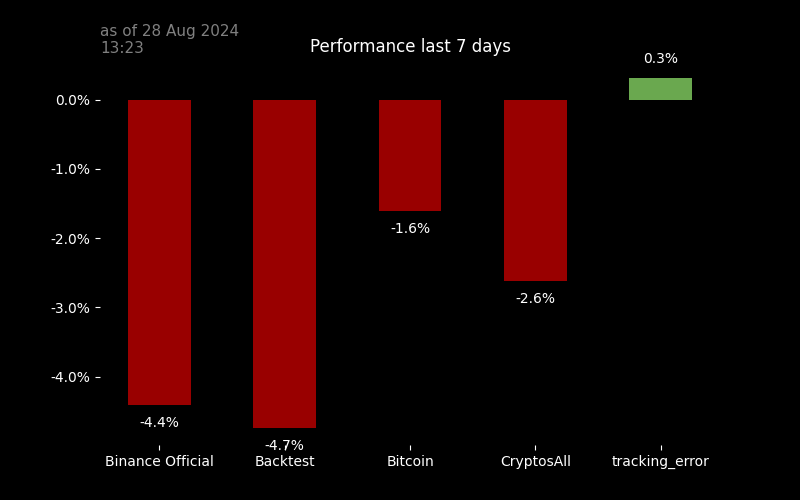 as of 28 Aug 2024
13:23
Performance last 7 days
0.3%
0.0%
-1.0%
-1.6%
-2.0%
-2.6%
-3.0%
-4.0%
-4.4%
-4.7%
Binance Official
Backtest
Bitcoin
CryptosAll
tracking_error